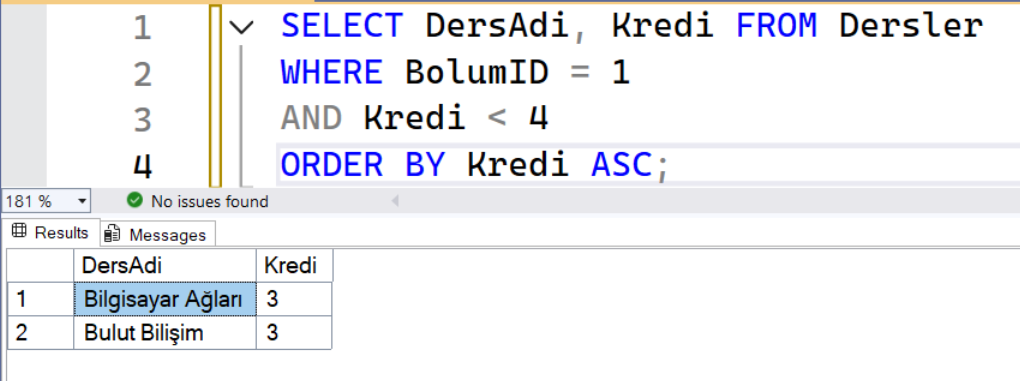 1 SELECT DersAdi, Kredi FROM Dersler
2 WHERE BolumID = 1
3 AND Kredi < 4
4 ORDER BY Kredi ASC;
181 % No issues found
Results Messages
DersAdi Kredi
1 Bilgisayar Ağları 3
2 Bulut Bilişim 3